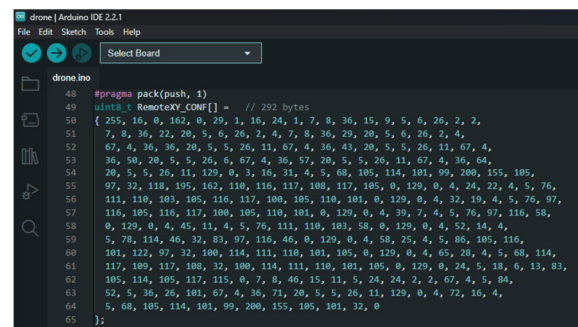 drone | Arduino IDE 2.2.1
File Edit Sketch Tools Help
Select Board
drone.ino
48 #pragma pack(push, 1)
49 uint8_t RemoteXY_CONF[] = // 292 bytes
50 { 255, 16, 0, 162, 0, 29, 1, 16, 24, 1, 7, 8, 36, 15, 9, 5, 6, 26, 2, 2,
51 7, 8, 36, 22, 20, 5, 6, 26, 2, 4, 7, 8, 36, 29, 20, 5, 6, 26, 2, 4,
52 67, 4, 36, 36, 20, 5, 5, 26, 11, 67, 4, 36, 43, 20, 5, 5, 26, 11, 67, 4,
53 36, 50, 20, 5, 5, 26, 6, 67, 4, 36, 57, 20, 5, 5, 26, 11, 67, 4, 36, 64,
54 20, 5, 5, 26, 11, 129, 0, 3, 16, 31, 4, 5, 68, 105, 114, 101, 99, 200, 155, 105,
55 97, 32, 118, 195, 162, 110, 116, 117, 108, 117, 105, 0, 129, 0, 4, 24, 22, 4, 5, 76,
56 111, 110, 103, 105, 116, 117, 100, 105, 110, 101, 0, 129, 0, 4, 32, 19, 4, 5, 76, 97,
57 116, 105, 116, 117, 100, 105, 110, 101, 0, 129, 0, 4, 39, 7, 4, 5, 76, 97, 116, 58,
58 0, 129, 0, 4, 45, 11, 4, 5, 76, 111, 110, 103, 58, 0, 129, 0, 4, 52, 14, 4,
59 5, 78, 114, 46, 32, 83, 97, 116, 46, 0, 129, 0, 4, 58, 25, 4, 5, 86, 105, 116,
60 101, 122, 97, 32, 100, 114, 111, 110, 101, 105, 0, 129, 0, 4, 65, 28, 4, 5, 68, 114,
61 117, 109, 117, 108, 32, 100, 114, 111, 110, 101, 105, 0, 129, 0, 24, 5, 18, 6, 13, 83,
62 105, 114, 105, 117, 115, 0, 7, 8, 46, 15, 11, 5, 24, 24, 2, 2, 67, 4, 5, 84,
63 52, 5, 36, 26, 101, 67, 4, 36, 71, 20, 5, 5, 26, 11, 129, 0, 4, 72, 16, 4,
64 5, 68, 105, 114, 101, 99, 200, 155, 105, 101, 32, 0
65 };